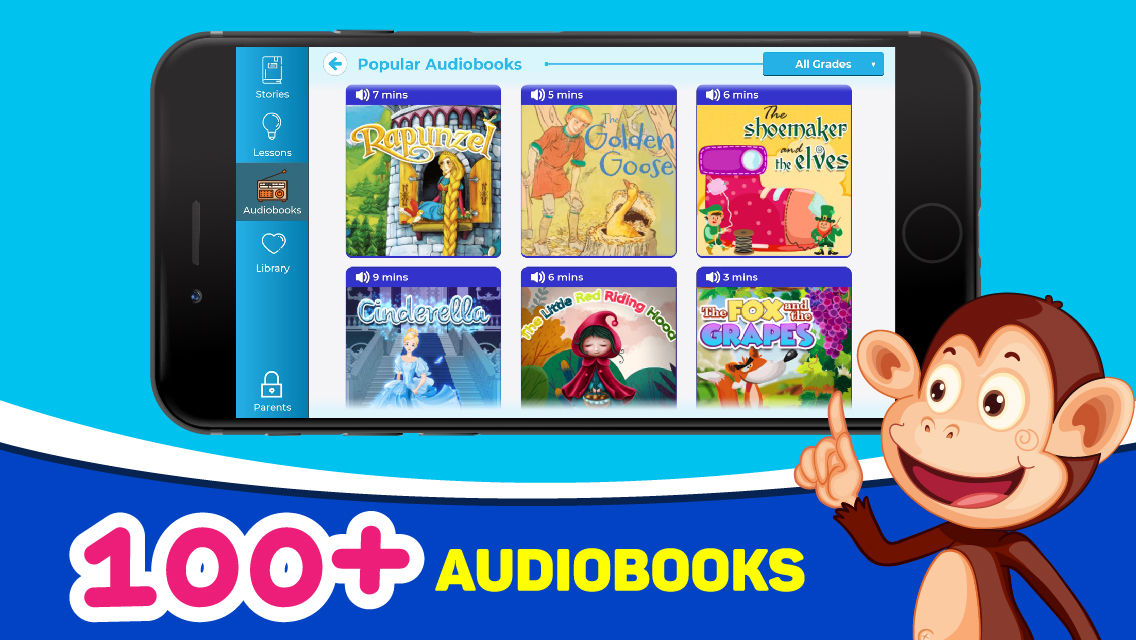 Stories
Lessons
Audiobooks
Library
Parents
Popular Audiobooks
All Grades
7 mins
Rapunzel
5 mins
The
Golden
Goose
6 mins
The
shoemaker
and
the elves
9 mins
Cinderella
6 mins
The Little Red Riding Hood
3 mins
The FOX and the
GRAPES
100+ AUDIOBOOKS